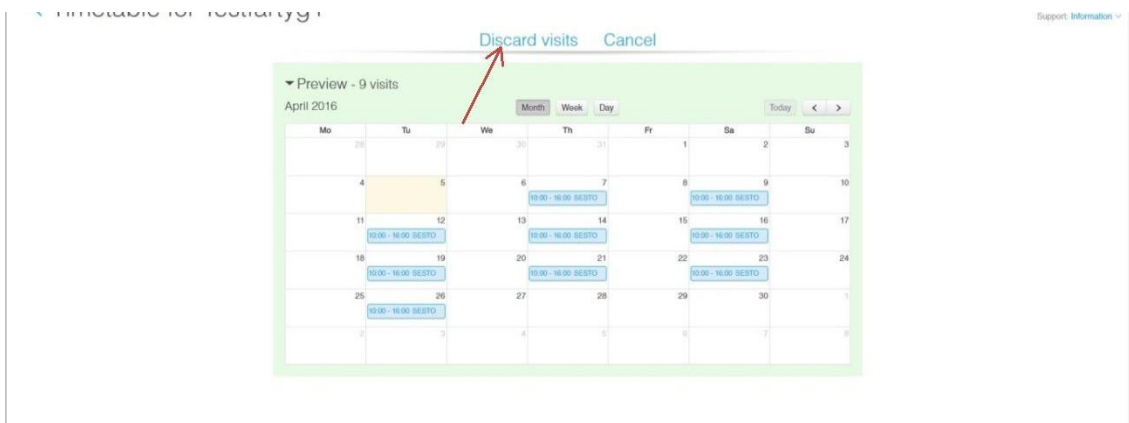 Timetable for Testfartyg1
Support: Information
Discard visits Cancel
Preview - 9 visits
April 2016 Month Week Day Today < >
Mo Tu We Th Fr Sa Su
28 29 30 31 1 2 3
4 5 6 7 8 9 10
10:00 - 16:00 SESTO 10:00 - 16:00 SESTO
11 12 13 14 15 16 17
10:00 - 16:00 SESTO 10:00 - 16:00 SESTO 10:00 - 16:00 SESTO
18 19 20 21 22 23 24
10:00 - 16:00 SESTO 10:00 - 16:00 SESTO 10:00 - 16:00 SESTO
25 26 27 28 29 30 1
10:00 - 16:00 SESTO
2 3 4 5 6 7 8